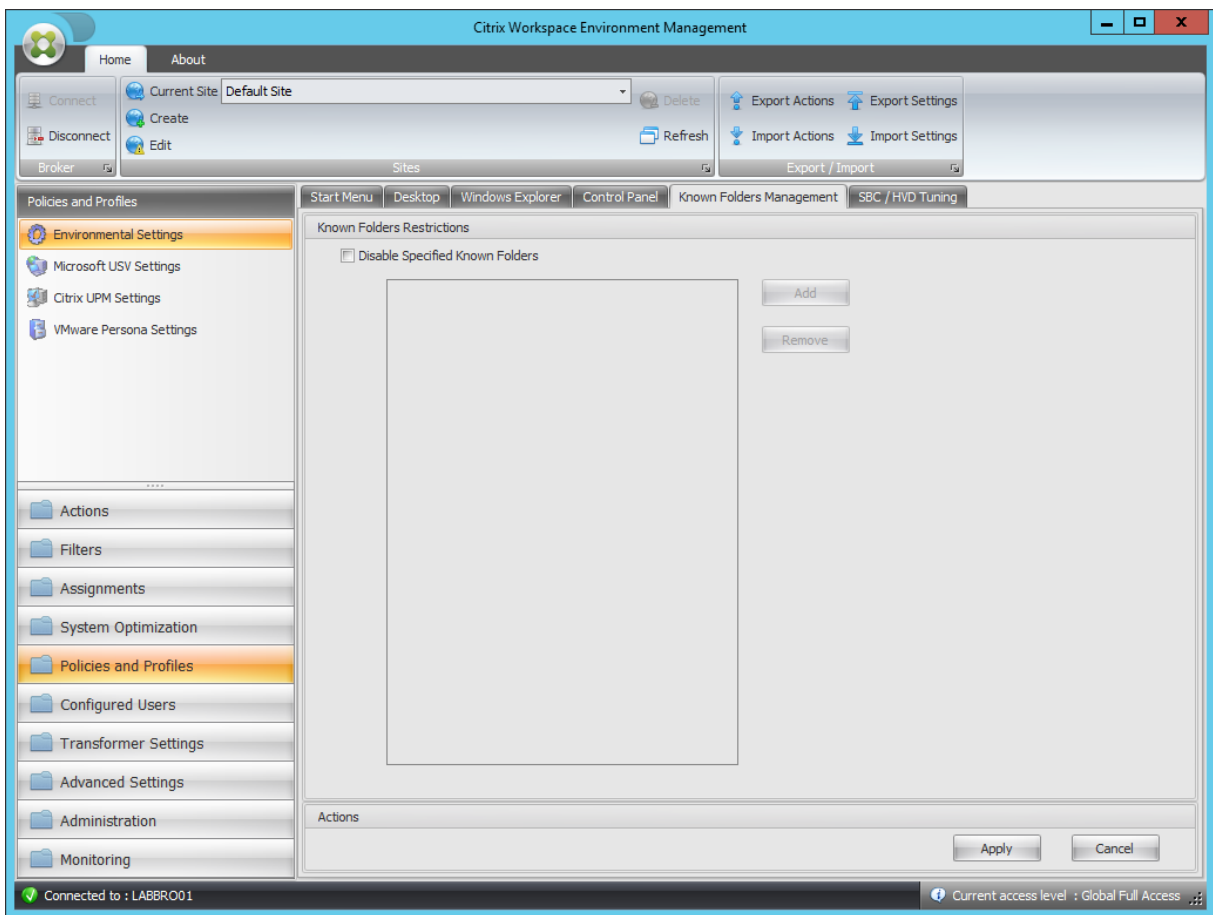 Citrix Workspace Environment Management
Home
About
Connect
Disconnect
Broker
Current Site
Default Site
Create
Edit
Delete
Refresh
Sites
Export Actions
Export Settings
Import Actions
Import Settings
Export / Import
Policies and Profiles
Environmental Settings
Microsoft USV Settings
Citrix UPM Settings
VMware Persona Settings
Actions
Filters
Assignments
System Optimization
Policies and Profiles
Configured Users
Transformer Settings
Advanced Settings
Administration
Monitoring
Start Menu
Desktop
Windows Explorer
Control Panel
Known Folders Management
SBC / HVD Tuning
Known Folders Restrictions
Disable Specified Known Folders
Add
Remove
Actions
Apply
Cancel
Connected to : LABBRO01
Current access level : Global Full Access